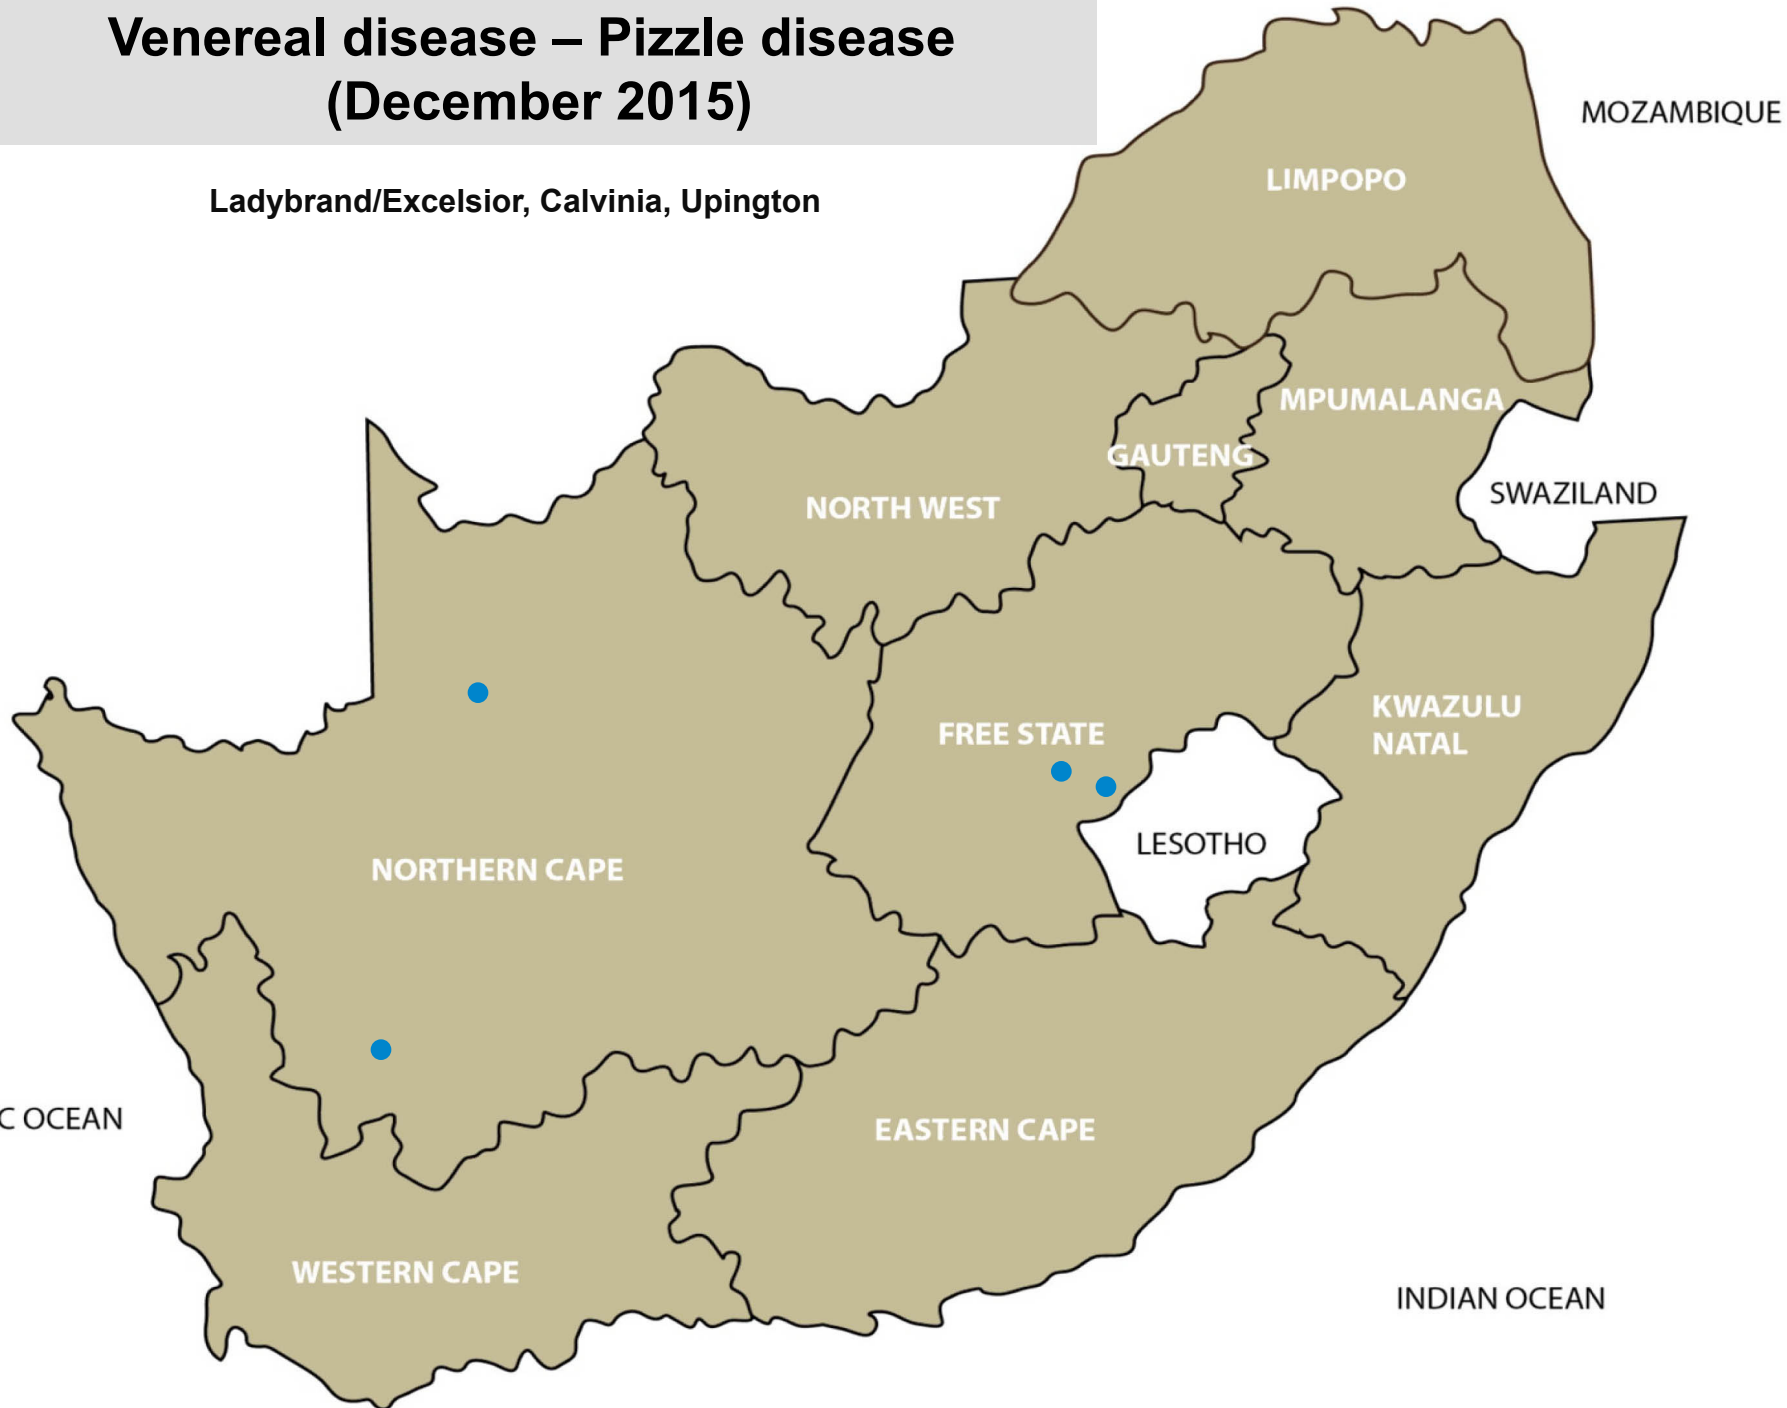 Venereal disease – Pizzle disease
(December 2015)
Ladybrand/Excelsior, Calvinia, Upington
MOZAMBIQUE
LIMPOPO
MPUMALANGA
GAUTENG
SWAZILAND
NORTH WEST
KWAZULU
NATAL
FREE STATE
LESOTHO
NORTHERN CAPE
C OCEAN
EASTERN CAPE
WESTERN CAPE
INDIAN OCEAN